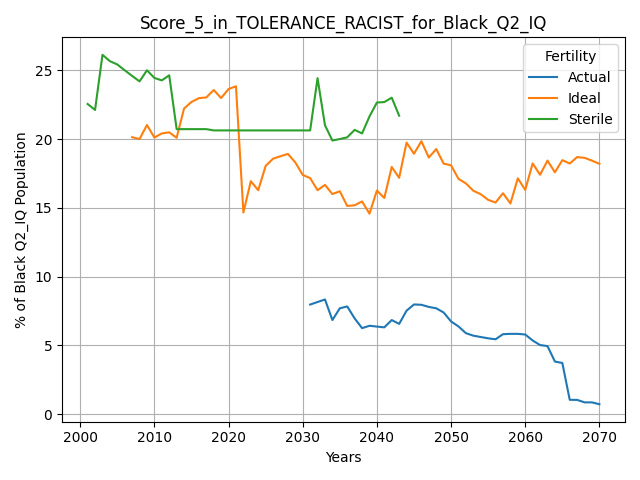 Score_5_in_TOLERANCE_RACIST_for_Black_Q2_IQ
Fertility
Actual
Ideal
Sterile
% of Black Q2_IQ Population
25
20
15
10
5
0
2000 2010 2020 2030 2040 2050 2060 2070
Years